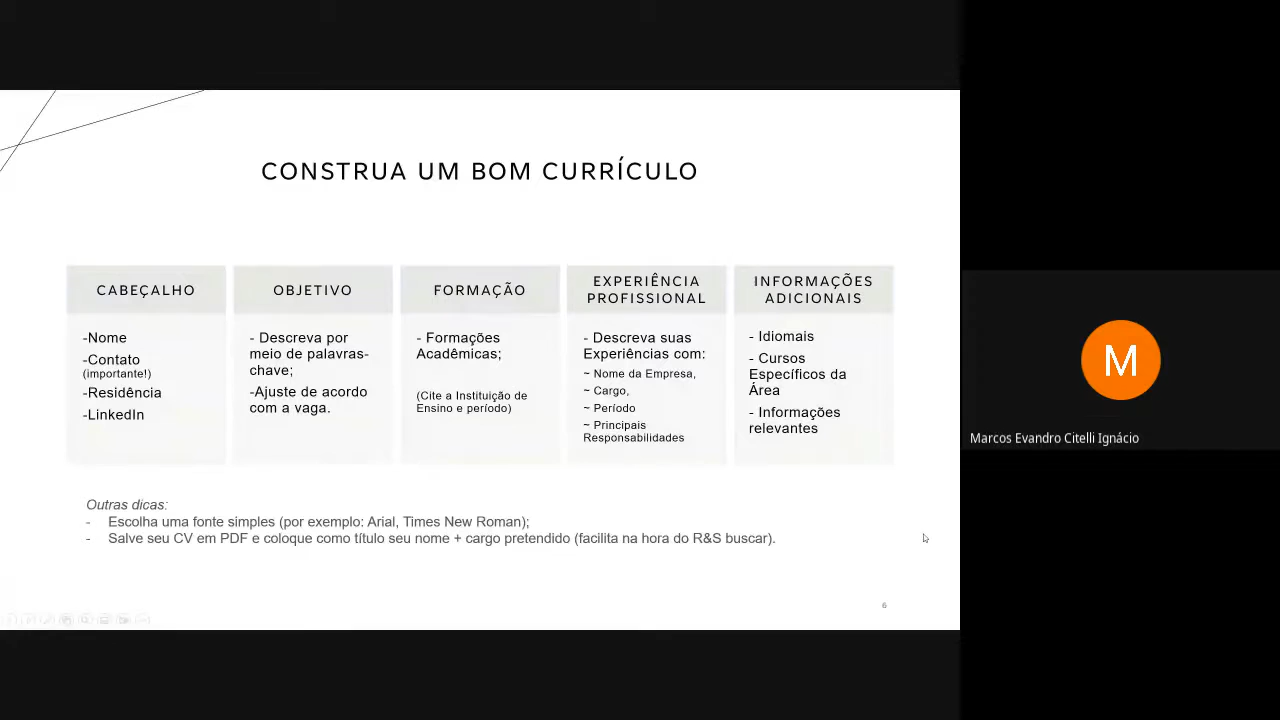 CONSTRUA UM BOM CURRÍCULO
CABEÇALHO
-Nome
-Contato
(importante!)
-Residência
-LinkedIn
OBJETIVO
- Descreva por
meio de palavras-
chave;
-Ajuste de acordo
com a vaga.
FORMAÇÃO
- Formações
Acadêmicas;
(Cite a Instituição de
Ensino e período)
EXPERIÊNCIA
PROFISSIONAL
- Descreva suas
Experiências com:
~ Nome da Empresa,
~ Cargo,
~ Período
~ Principais
Responsabilidades
INFORMAÇÕES
ADICIONAIS
- Idiomais
- Cursos
Específicos da
Área
- Informações
relevantes
Outras dicas:
- Escolha uma fonte simples (por exemplo: Arial, Times New Roman);
- Salve seu CV em PDF e coloque como título seu nome + cargo pretendido (facilita na hora do R&S buscar).
6
M
Marcos Evandro Citelli Ignácio